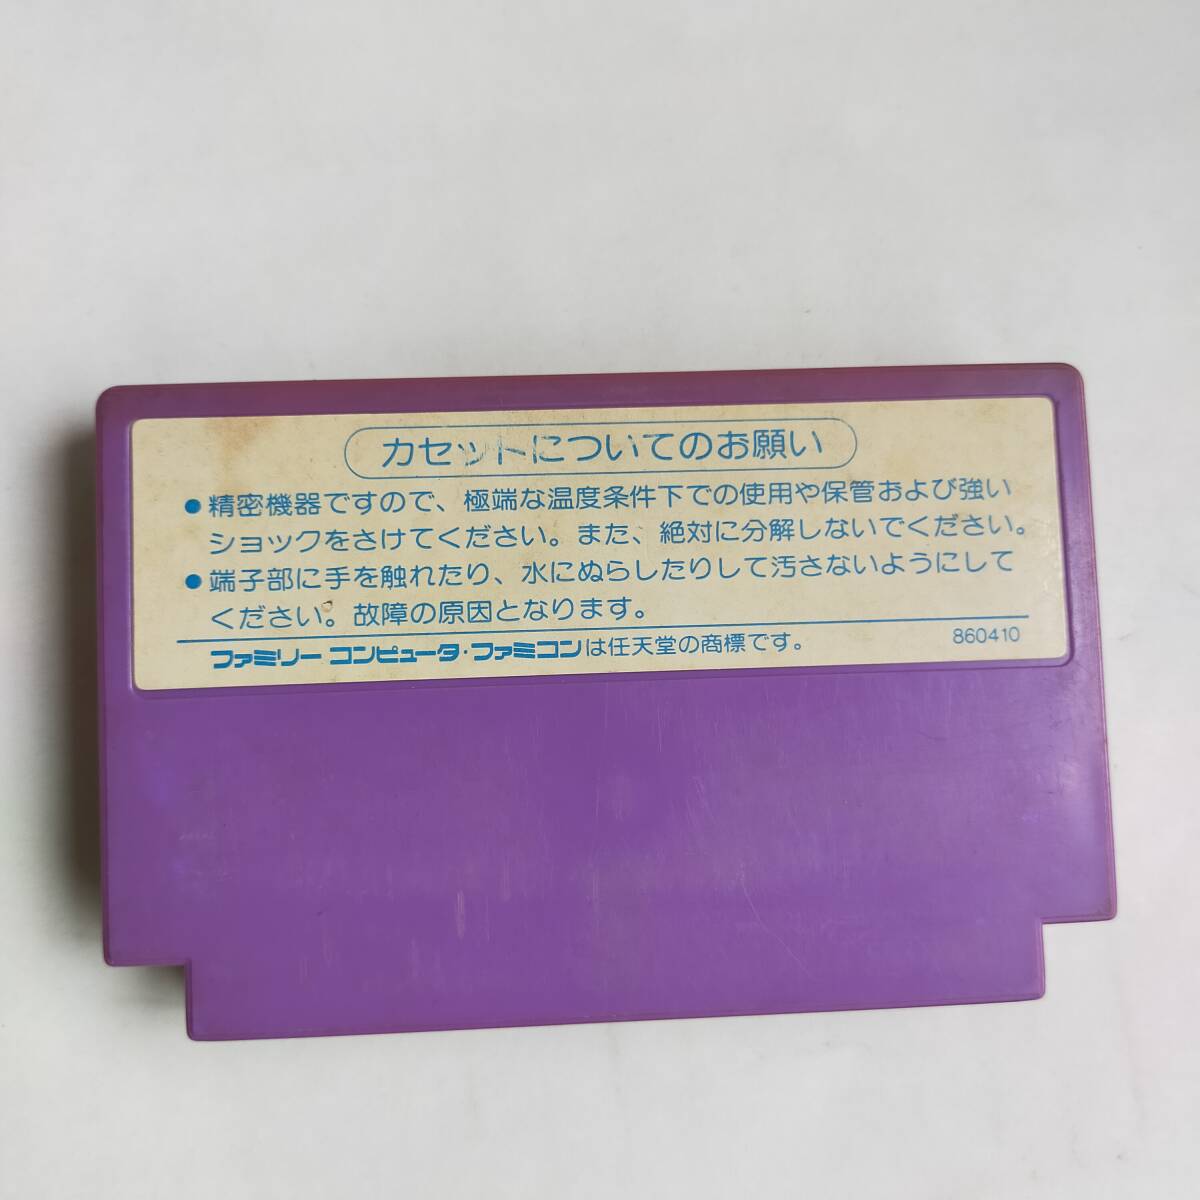 カセットについてのお願い
●精密機器ですので、極端な温度条件下での使用や保管および強い
ショックをさけてください。また、絶対に分解しないでください。
●端子部に手を触れたり、水にぬらしたりして汚さないようにして
ください。故障の原因となります。
ファミリー コンピュータ・ファミコンは任天堂の商標です。
860410